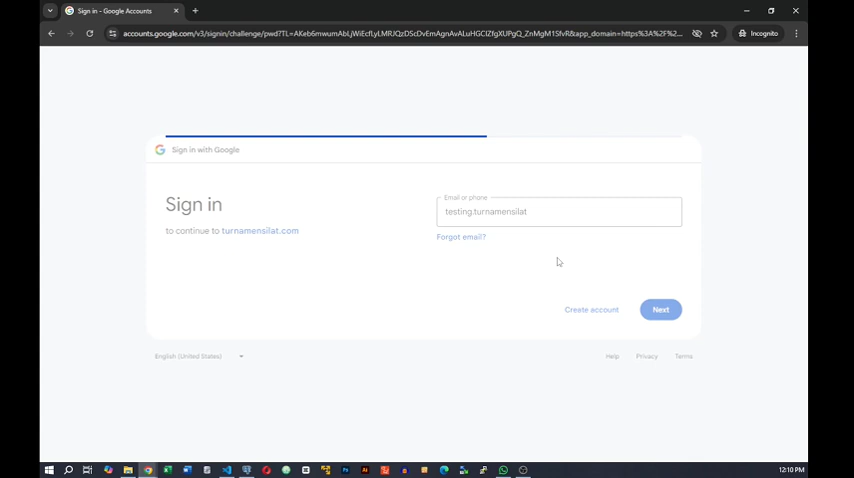 Sign in - Google Accounts
accounts.google.com/v3/signin/challenge/pwd?TL=AKeb6mwumAbLjWiEcfLyLMRJQzDScDvEmAgnAvALuHGClZfgXUPgQ_ZnMgM1SfvR&app_domain=https%3A%2F%2...
Incognito
Sign in with Google
Sign in
to continue to turnamensilat.com
Email or phone
testing.turnamensilat
Forgot email?
Create account
Next
English (United States)
Help
Privacy
Terms
12:10 PM